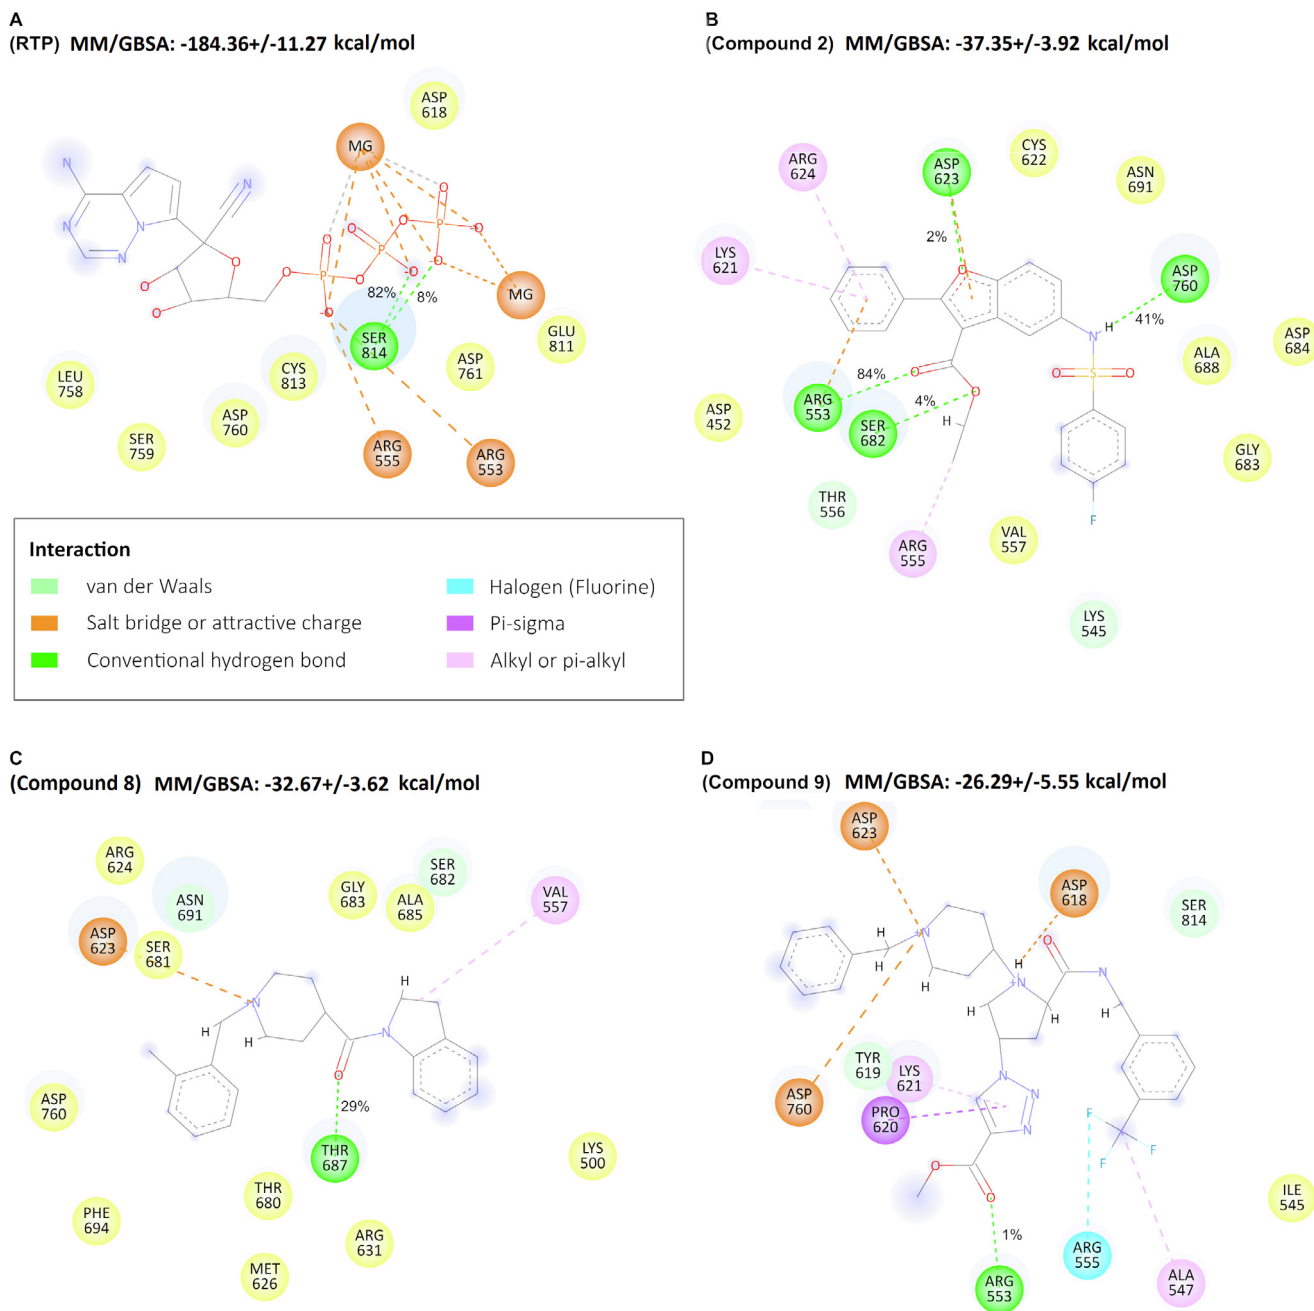 A
(RTP) MM/GBSA: -184.36+/-11.27 kcal/mol
ASP
618
MG
N
N
N
N
N
N
O
O
O
O
O
O
O
O
O
O
O
O
O
P
P
P
82%
8%
MG
SER
814
GLU
811
ASP
761
CYS
813
LEU
758
ASP
760
SER
759
ARG
555
ARG
553
Interaction
van der Waals
Salt bridge or attractive charge
Conventional hydrogen bond
Halogen (Fluorine)
Pi-sigma
Alkyl or pi-alkyl
B
(Compound 2) MM/GBSA: -37.35+/-3.92 kcal/mol
ARG
624
ASP
623
CYS
622
ASN
691
2%
LYS
621
ASP
760
O
41%
H
N
ASP
684
ALA
688
84%
O
O
S
O
O
4%
ARG
553
SER
682
ASP
452
H
GLY
683
THR
556
F
ARG
555
VAL
557
LYS
545
C
(Compound 8) MM/GBSA: -32.67+/-3.62 kcal/mol
ARG
624
ASN
691
GLY
683
ALA
685
SER
682
VAL
557
ASP
623
SER
681
+N
H
H
H
N
O
29%
ASP
760
THR
687
LYS
500
THR
680
PHE
694
ARG
631
MET
626
D
(Compound 9) MM/GBSA: -26.29+/-5.55 kcal/mol
ASP
623
ASP
618
SER
814
+N
H
H
H
H
+N
O
N
H
H
H
TYR
619
LYS
621
ASP
760
PRO
620
N
N
N
F
F
F
O
O
1%
ILE
545
ARG
555
ARG
553
ALA
547